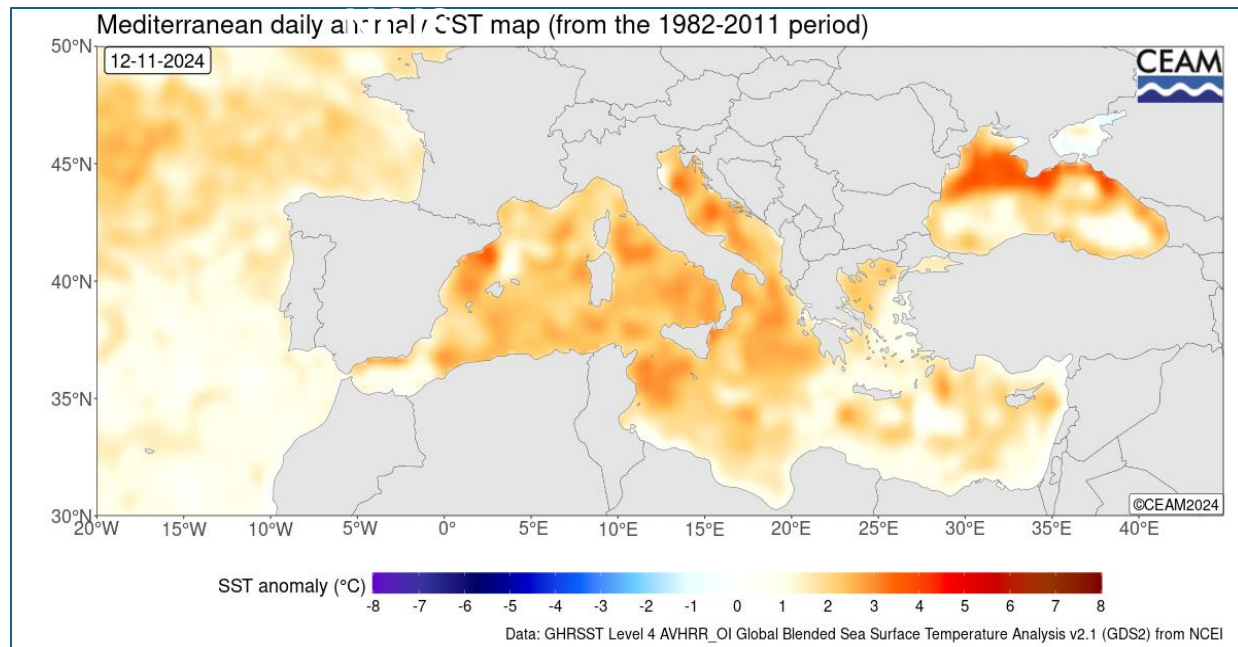 Mediterranean daily anomaly SST map (from the 1982-2011 period)
50°N
12-11-2024
CEAM
45°N
40°N
35°N
30°N
©CEAM2024
20°W 15°W 10°W 5°W 0° 5°E 10°E 15°E 20°E 25°E 30°E 35°E 40°E
SST anomaly (°C)
-8 -7 -6 -5 -4 -3 -2 -1 0 1 2 3 4 5 6 7 8
Data: GHRSST Level 4 AVHRR_OI Global Blended Sea Surface Temperature Analysis v2.1 (GDS2) from NCEI